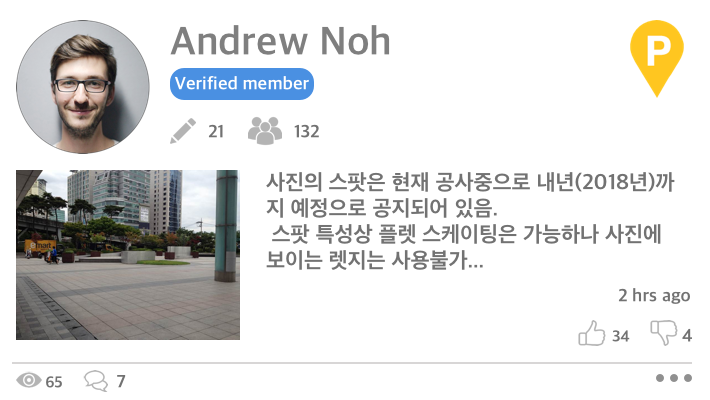 Andrew Noh
P
Verified member
21
132
사진의 스팟은 현재 공사중으로 내년(2018년)까
지 예정으로 공지되어 있음.
스팟 특성상 플렛 스케이팅은 가능하나 사진에
보이는 렛지는 사용불가...
mart
2 hrs ago
34
4
65
7